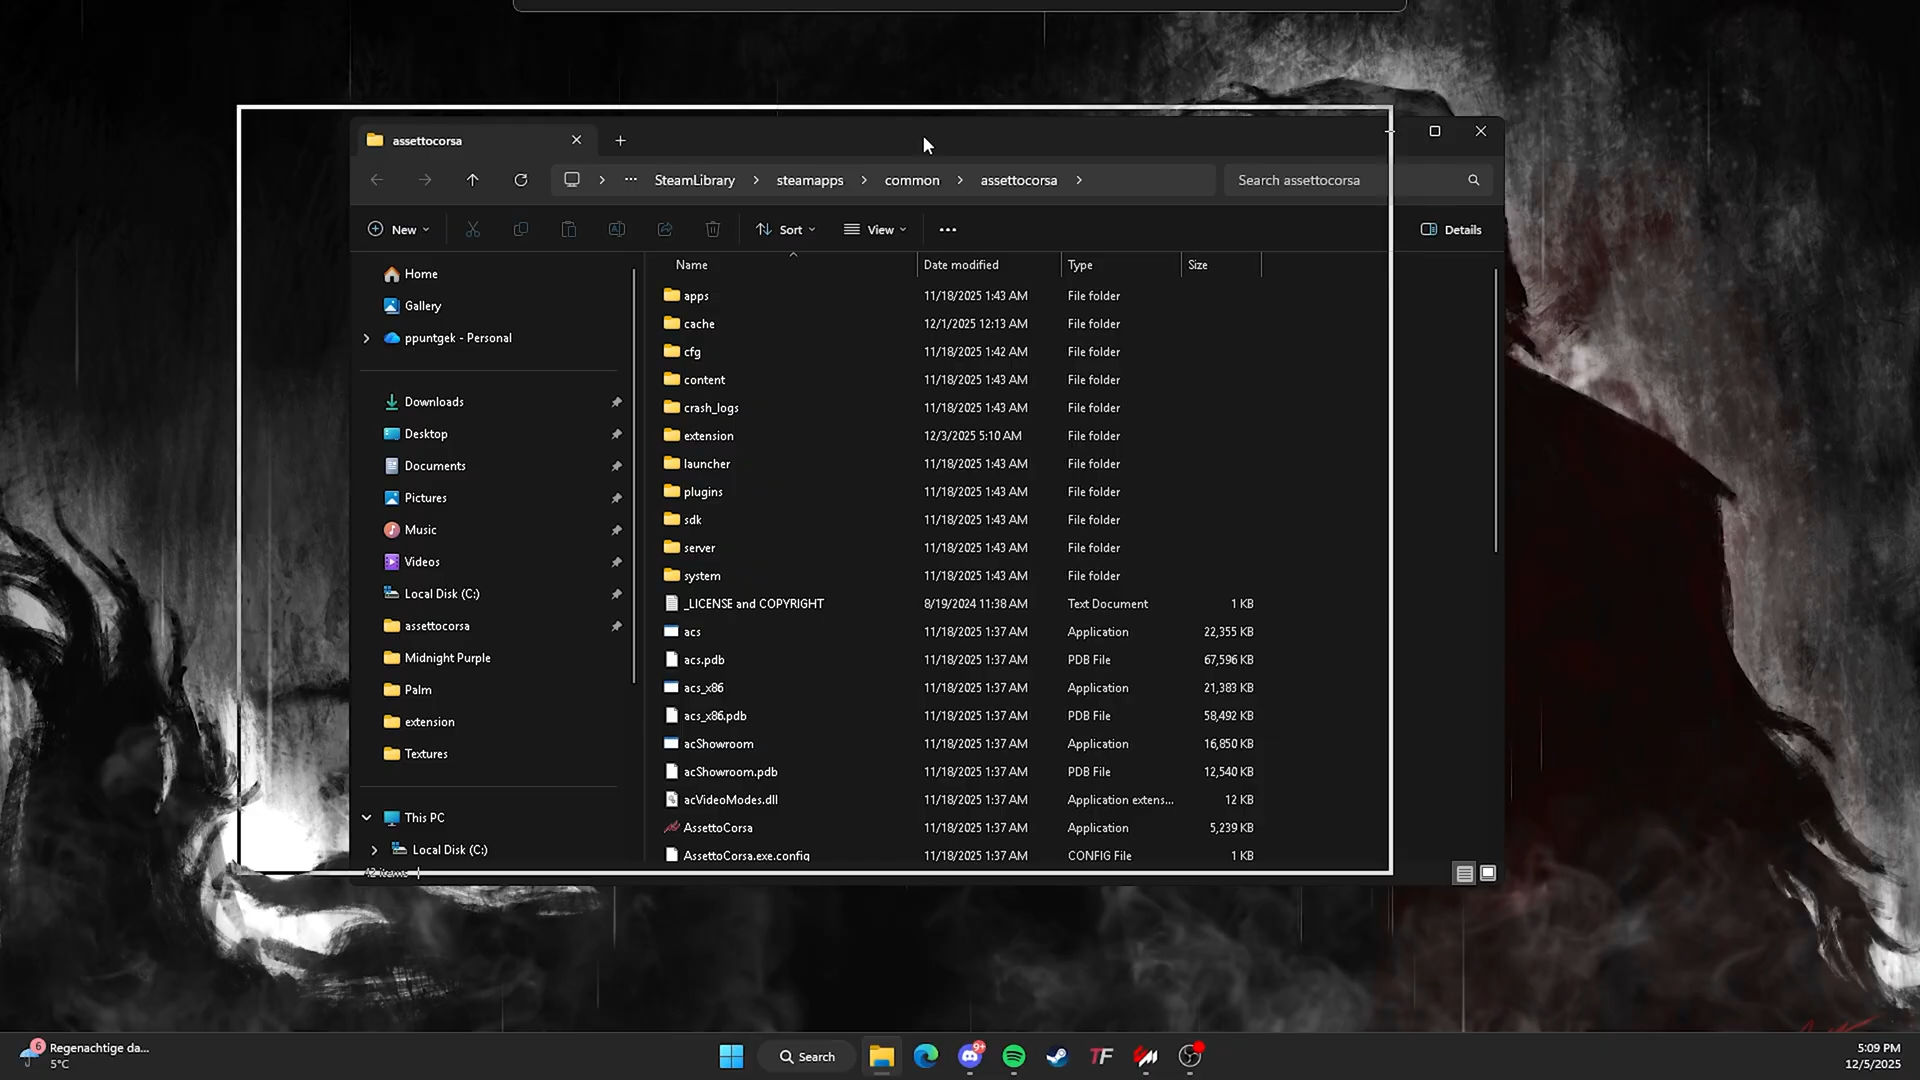 assettocorsa
SteamLibrary steamapps common assettocorsa
Search assettocorsa
New Sort View Details
Name Date modified Type Size
Home
Gallery
ppuntgek - Personal
Downloads
Desktop
Documents
Pictures
Music
Videos
Local Disk (C:)
assettocorsa
Midnight Purple
Palm
extension
Textures
This PC
Local Disk (C:)
apps 11/18/2025 1:43 AM File folder
cache 12/1/2025 12:13 AM File folder
cfg 11/18/2025 1:42 AM File folder
content 11/18/2025 1:43 AM File folder
crash_logs 11/18/2025 1:43 AM File folder
extension 12/3/2025 5:10 AM File folder
launcher 11/18/2025 1:43 AM File folder
plugins 11/18/2025 1:43 AM File folder
sdk 11/18/2025 1:43 AM File folder
server 11/18/2025 1:43 AM File folder
system 11/18/2025 1:43 AM File folder
_LICENSE and COPYRIGHT 8/19/2024 11:38 AM Text Document 1 KB
acs 11/18/2025 1:37 AM Application 22,355 KB
acs.pdb 11/18/2025 1:37 AM PDB File 67,596 KB
acs_x86 11/18/2025 1:37 AM Application 21,383 KB
acs_x86.pdb 11/18/2025 1:37 AM PDB File 58,492 KB
acShowroom 11/18/2025 1:37 AM Application 16,850 KB
acShowroom.pdb 11/18/2025 1:37 AM PDB File 12,540 KB
acVideoModes.dll 11/18/2025 1:37 AM Application extens... 12 KB
AssettoCorsa 11/18/2025 1:37 AM Application 5,239 KB
AssettoCorsa.exe.config 11/18/2025 1:37 AM CONFIG File 1 KB
42 items
6
Regenachtige da...
5°C
Search
9+
TF
5:09 PM
12/5/2025